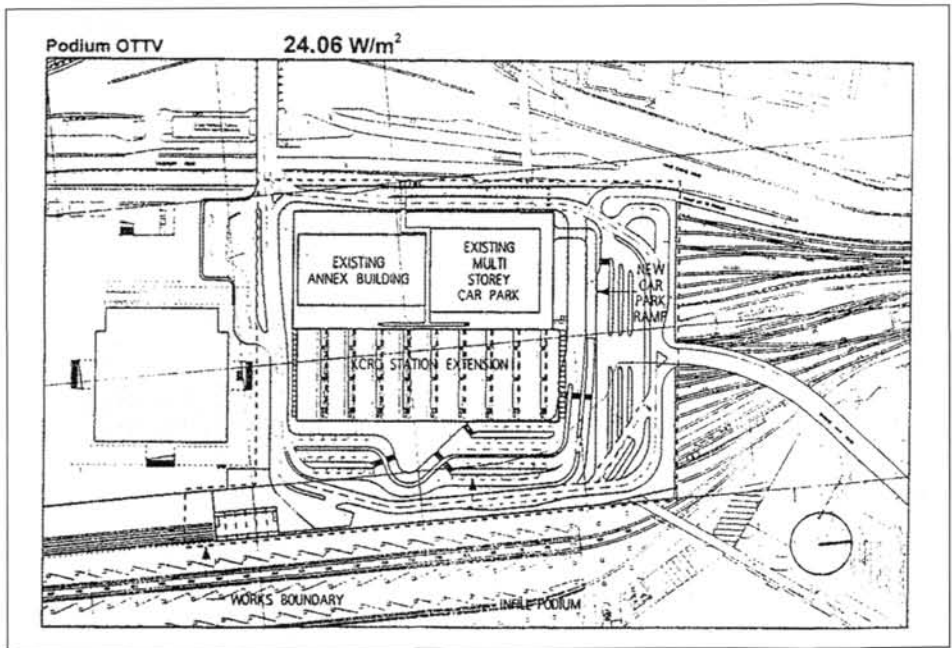 Podium OTTV 24.06 W/m²
EXISTING
ANNEX BUILDING
EXISTING
MULTI
STOREY
CAR PARK
NEW
CAR
PARK
RAMP
KCRC STATION EXTENSION
WORKS BOUNDARY
INFILL PODIUM